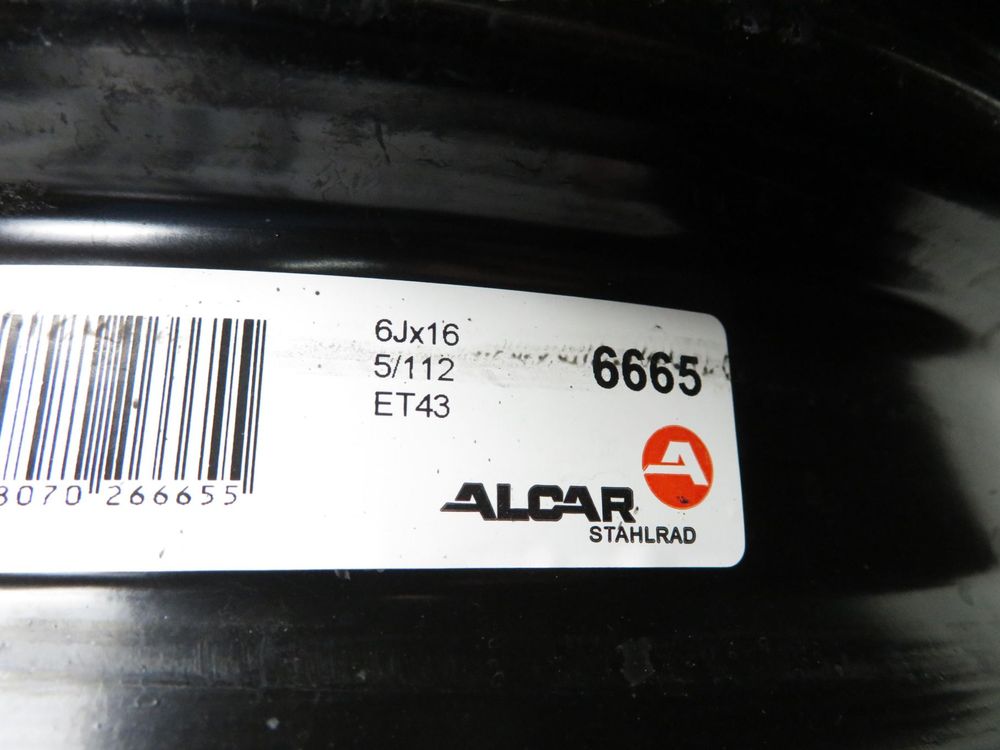 6Jx16
5/112
ET43
6665
8070 266655
A
ALCAR
STAHLRAD